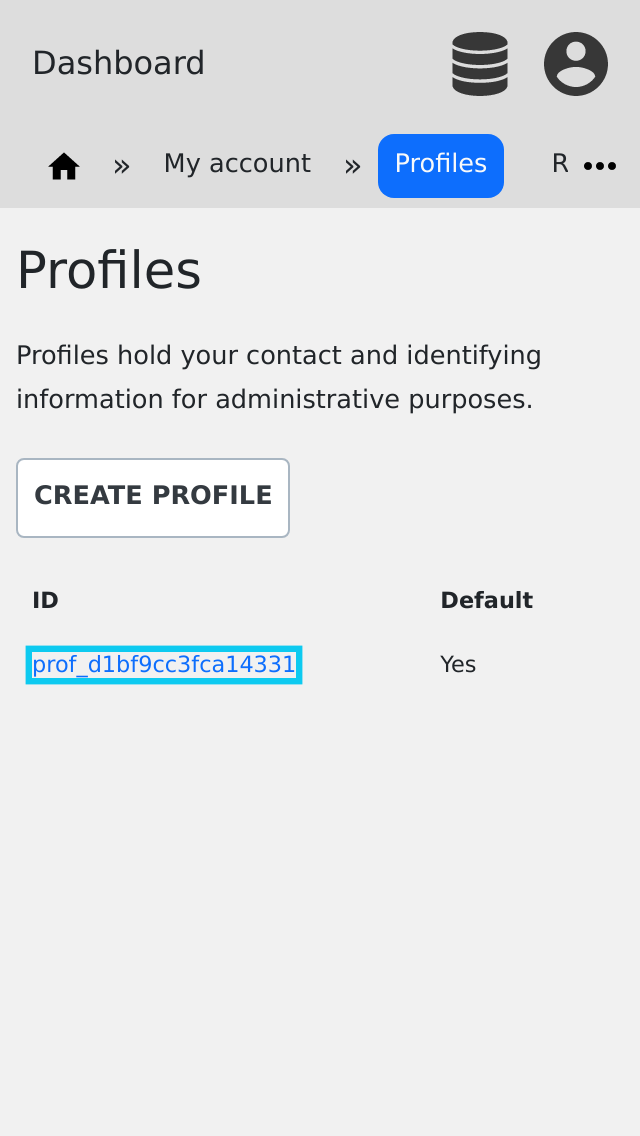 Dashboard
» My account » Profiles R
Profiles
Profiles hold your contact and identifying
information for administrative purposes.
CREATE PROFILE
ID Default
prof_d1bf9cc3fca14331 Yes